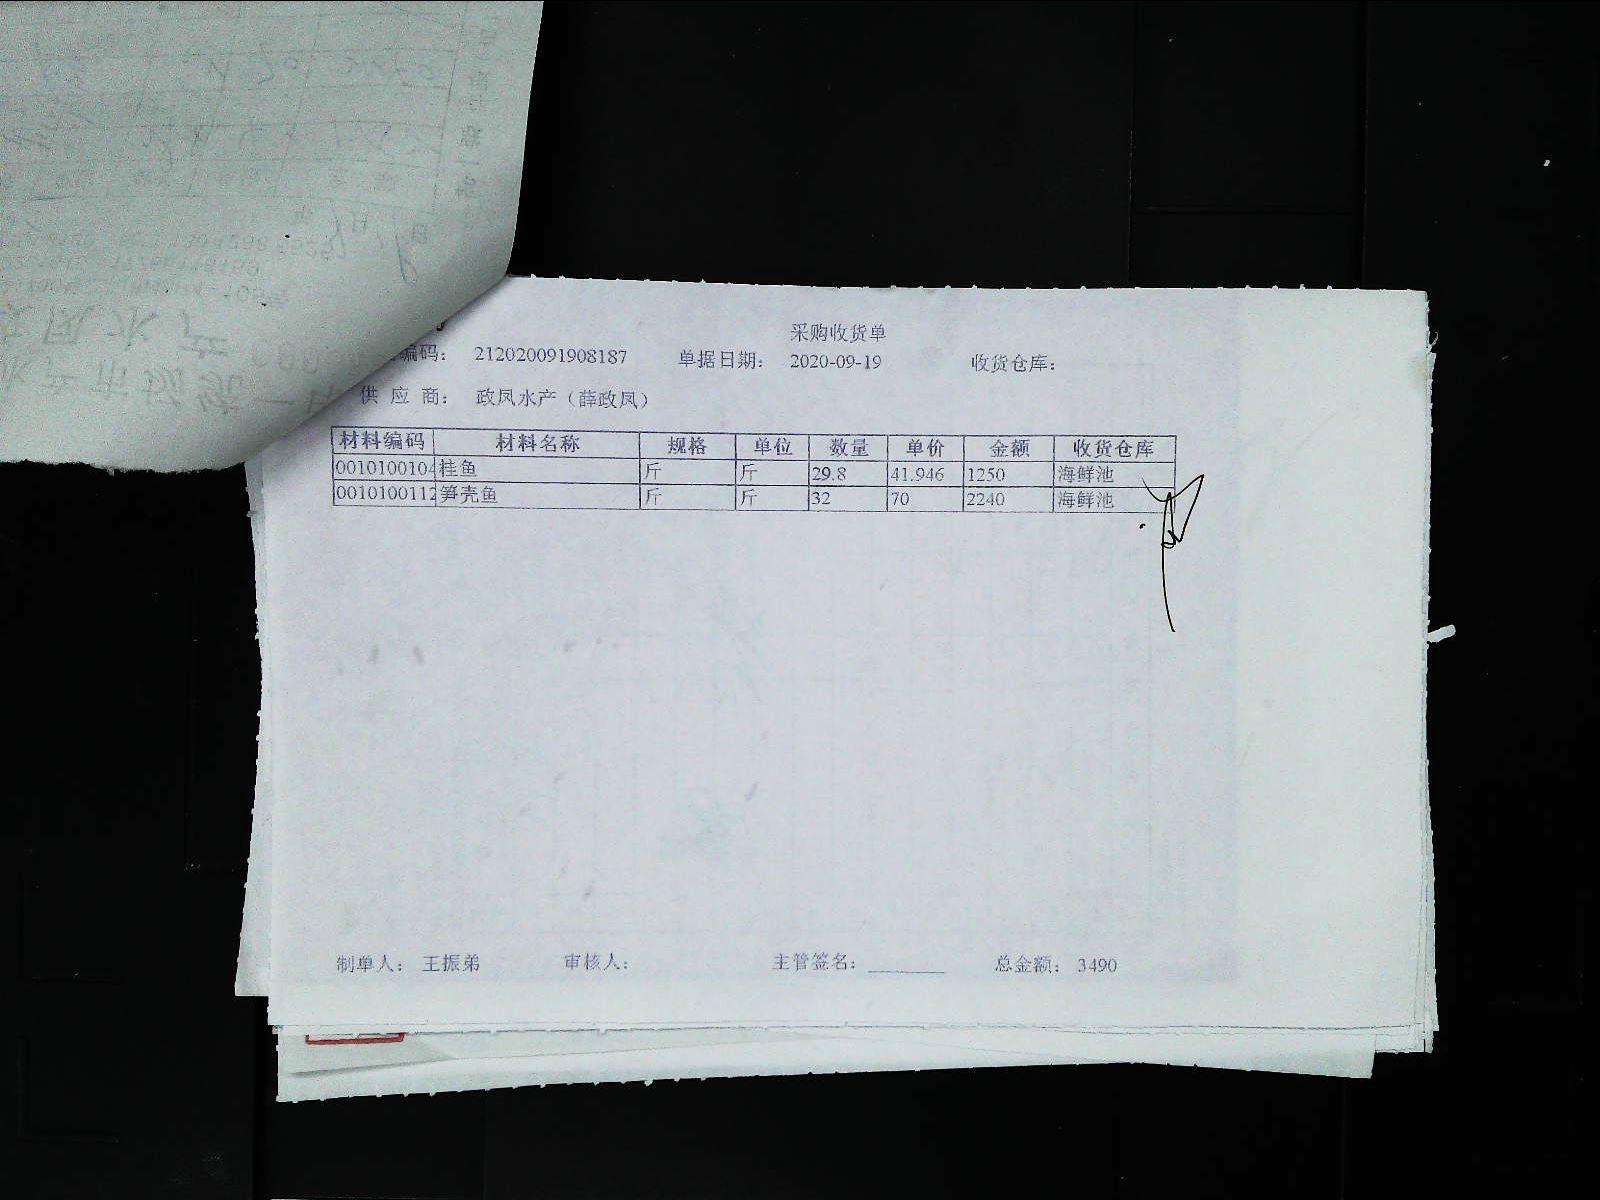 采购收货单
编码： 212020091908187 单据日期： 2020-09-19 收货仓库：
供 应 商： 政凤水产（薛政凤）
材料编码 材料名称 规格 单位 数量 单价 金额 收货仓库
0010100104 桂鱼 斤 斤 29.8 41.946 1250 海鲜池
0010100112 笋壳鱼 斤 斤 32 70 2240 海鲜池
制单人： 王振弟 审核人： 主管签名： 总金额： 3490